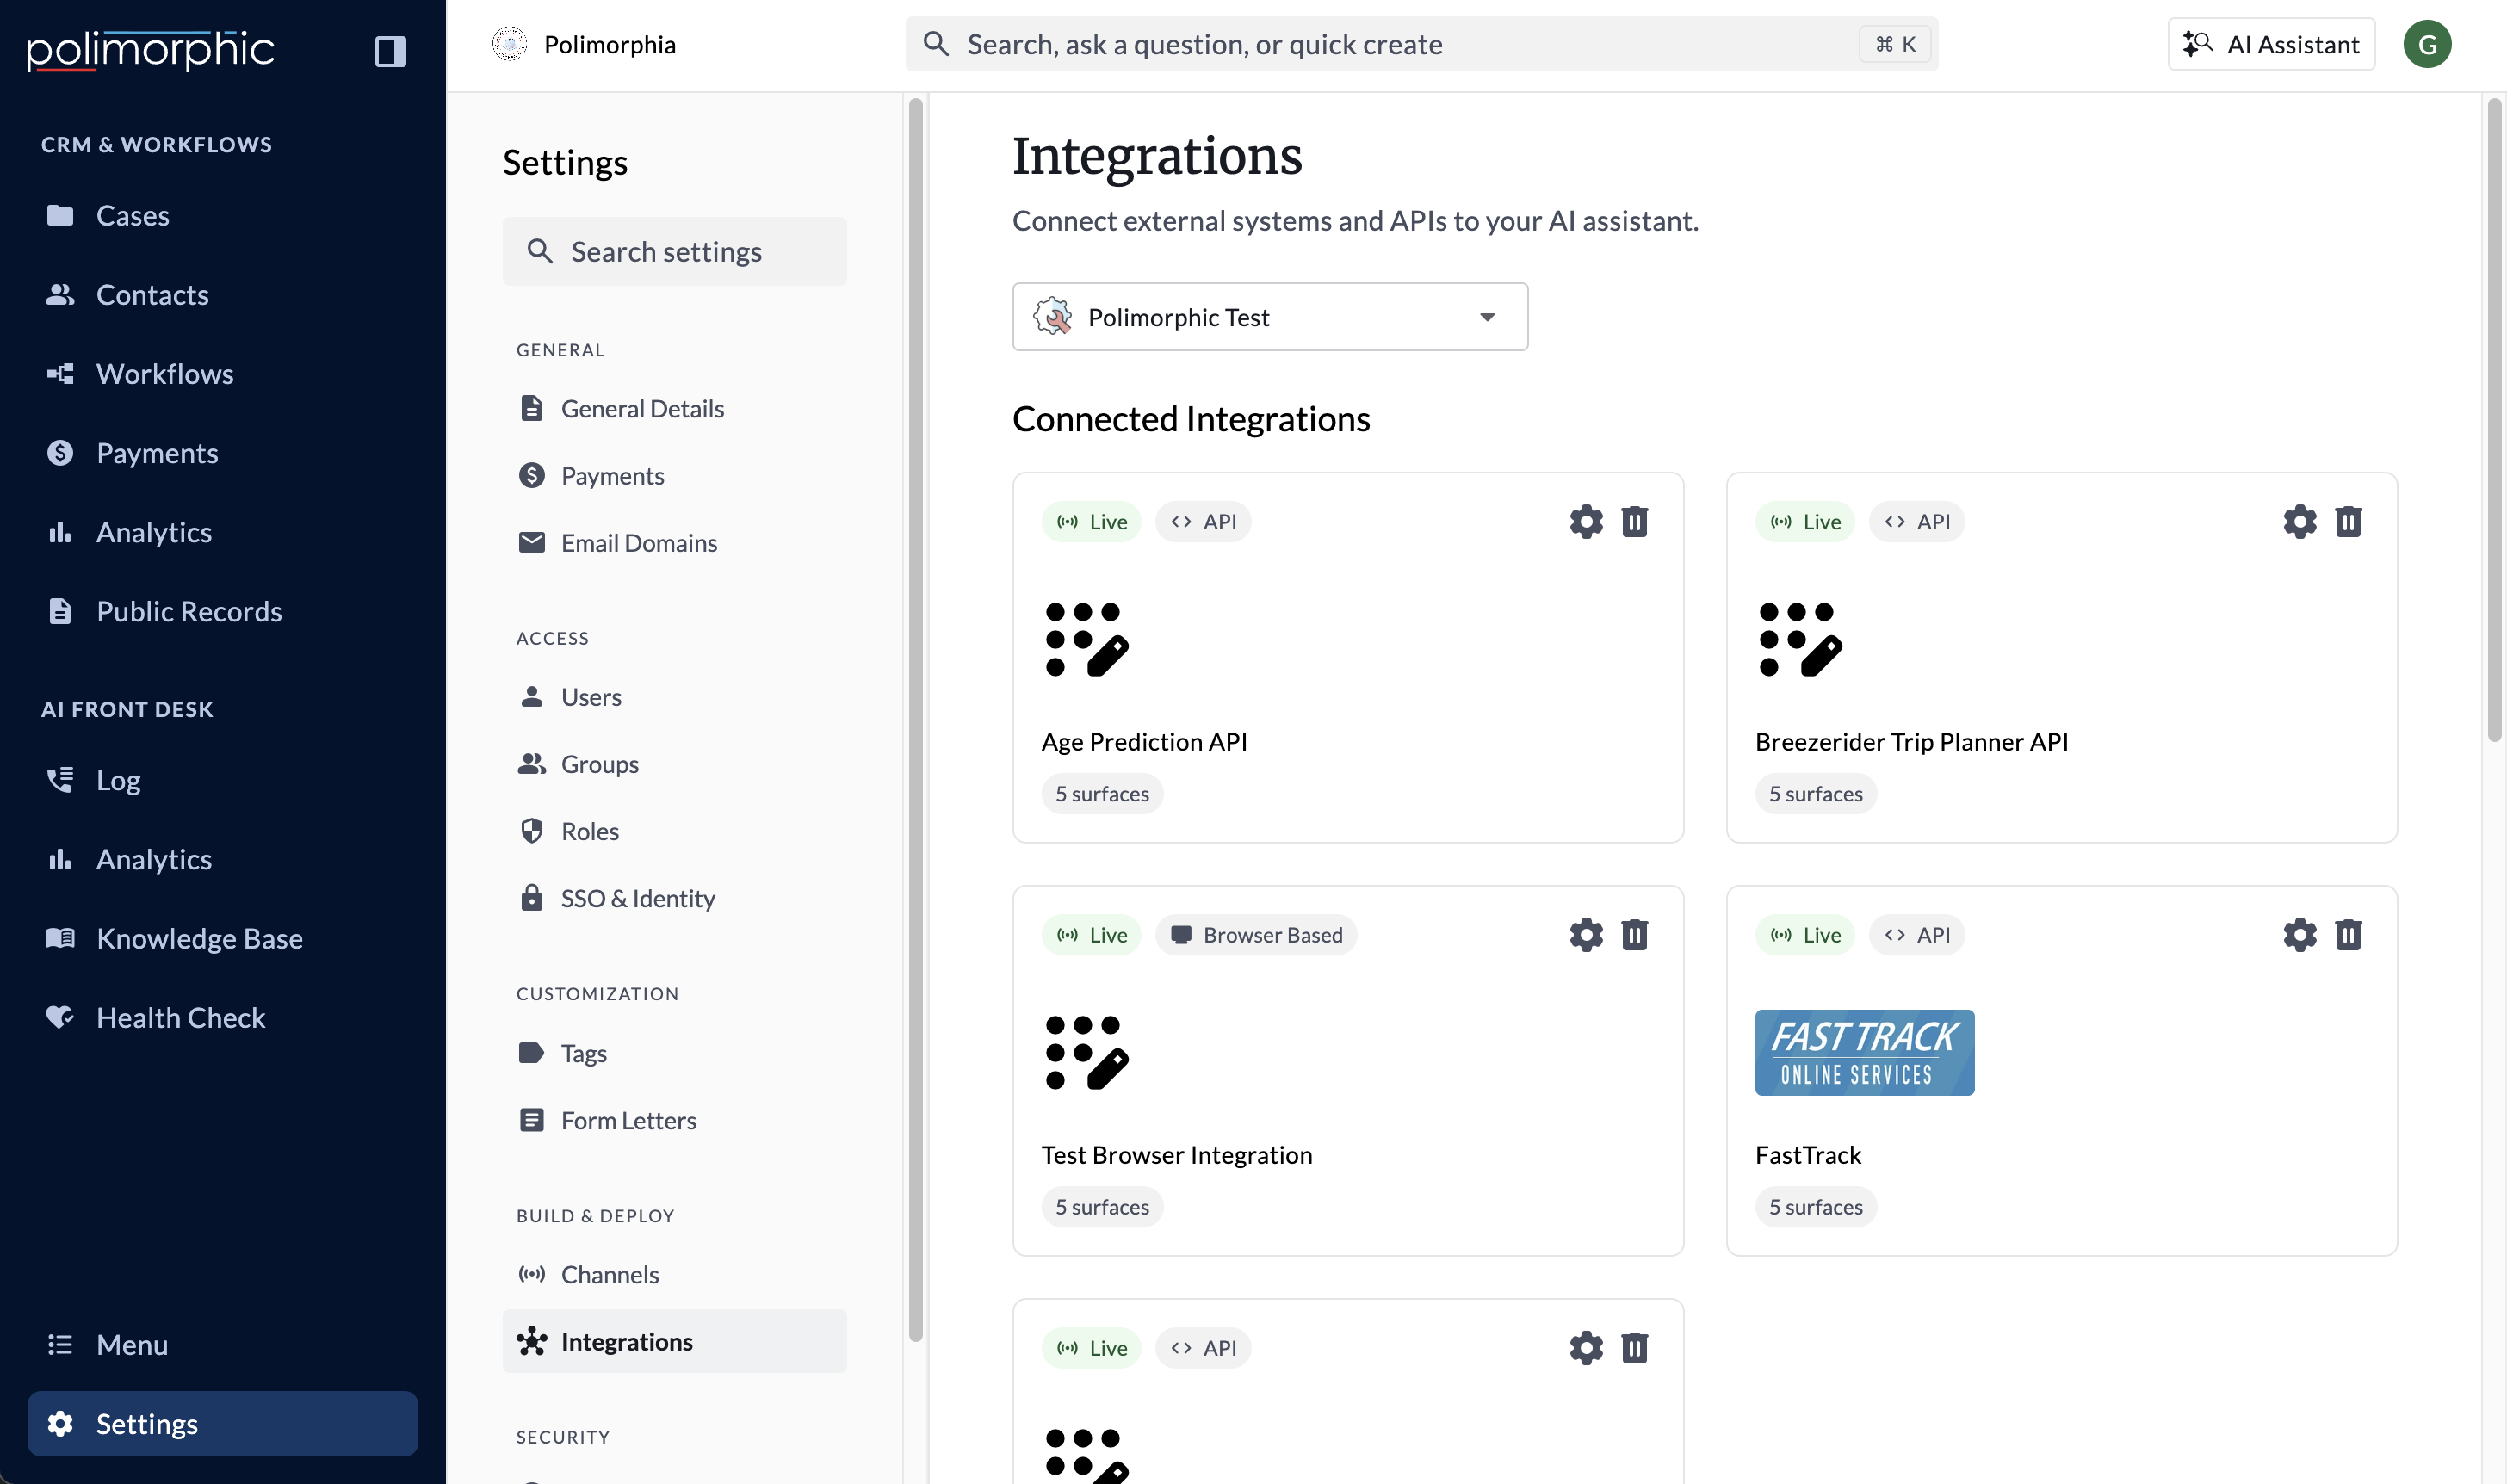 polimorphic
CRM & WORKFLOWS
Cases
Contacts
Workflows
Payments
Analytics
Public Records
AI FRONT DESK
Log
Analytics
Knowledge Base
Health Check
Menu
Settings
Polimorphia
Search, ask a question, or quick create
⌘ K
AI Assistant
G
Settings
Search settings
GENERAL
General Details
Payments
Email Domains
ACCESS
Users
Groups
Roles
SSO & Identity
CUSTOMIZATION
Tags
Form Letters
BUILD & DEPLOY
Channels
Integrations
SECURITY
Integrations
Connect external systems and APIs to your AI assistant.
Polimorphic Test
Connected Integrations
Live
API
Age Prediction API
5 surfaces
Live
API
Breezerider Trip Planner API
5 surfaces
Live
Browser Based
Test Browser Integration
5 surfaces
Live
API
FAST TRACK
ONLINE SERVICES
FastTrack
5 surfaces
Live
API